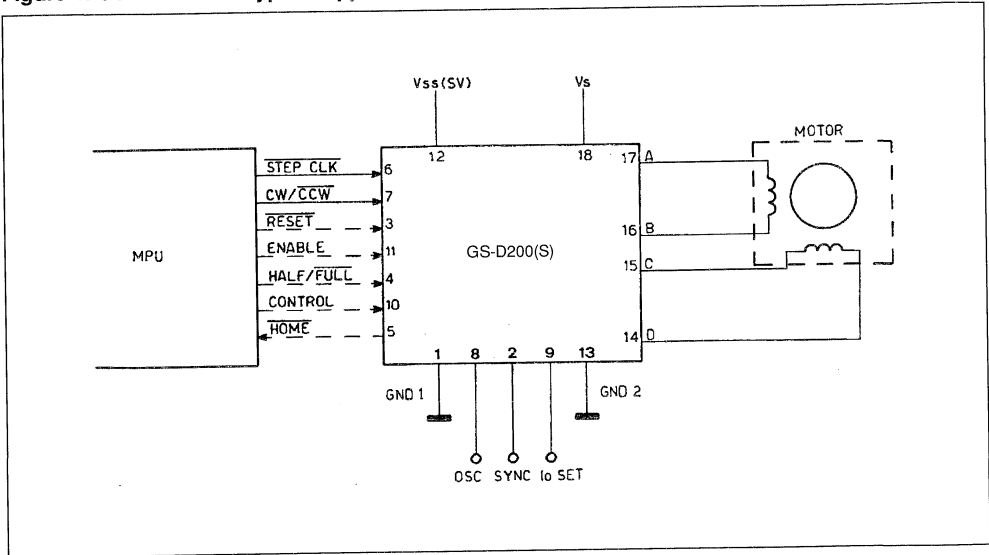 Vss(5V) Vs
MOTOR
12 18 17 A
STEP CLK 6
CW/CCW 7
RESET 3
16 B
MPU ENABLE 11 GS-D200(S)
15 C
HALF/FULL 4
CONTROL 10
HOME 5 14 D
1 8 2 9 13
GND 1 GND 2
OSC SYNC Io SET